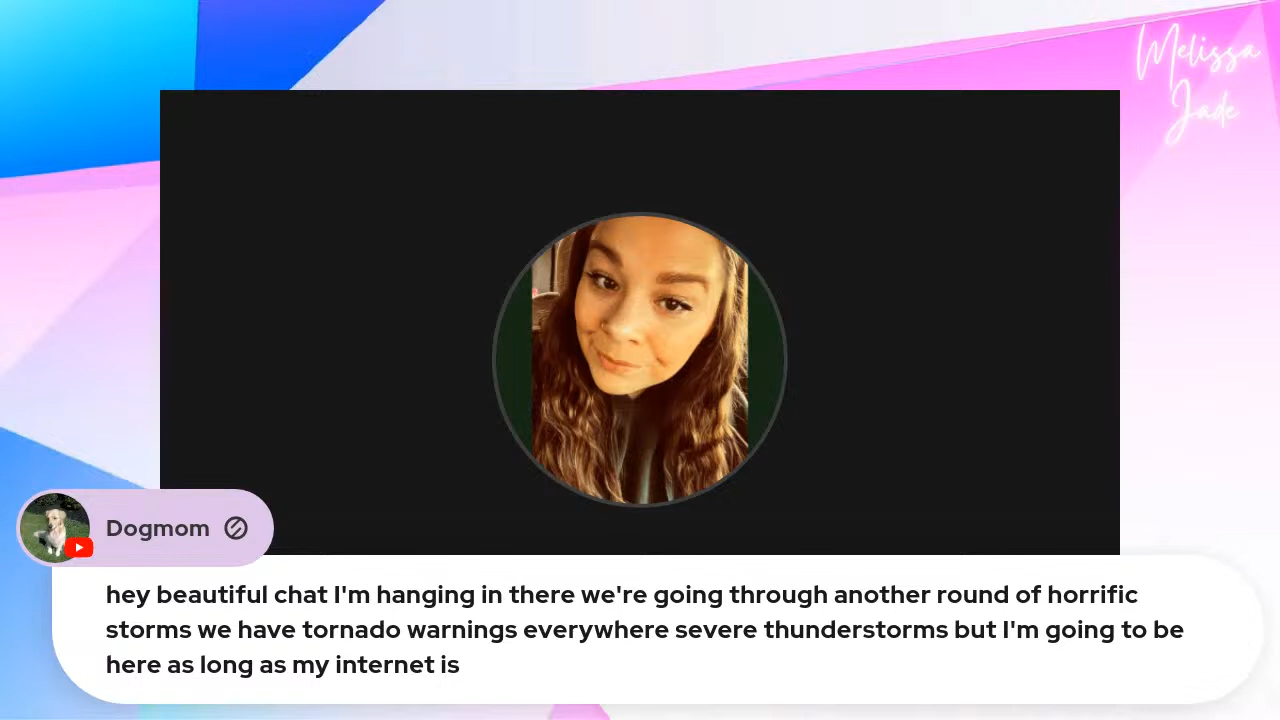 Melissa
Jade
Dogmom
hey beautiful chat I'm hanging in there we're going through another round of horrific
storms we have tornado warnings everywhere severe thunderstorms but I'm going to be
here as long as my internet is